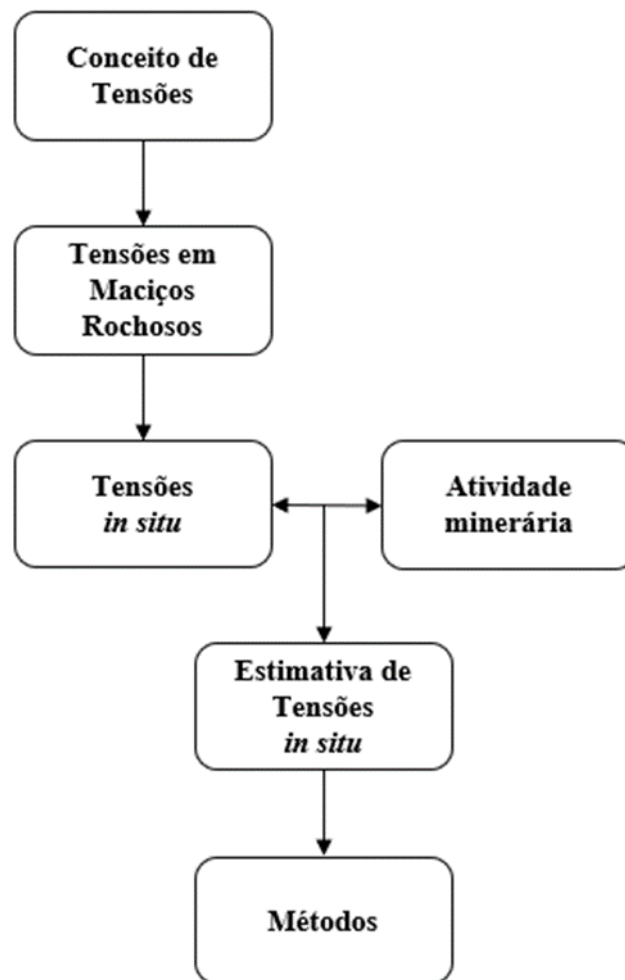 Conceito de
Tensões
Tensões em
Maciços
Rochosos
Tensões
in situ
Atividade
minerária
Estimativa de
Tensões
in situ
Métodos